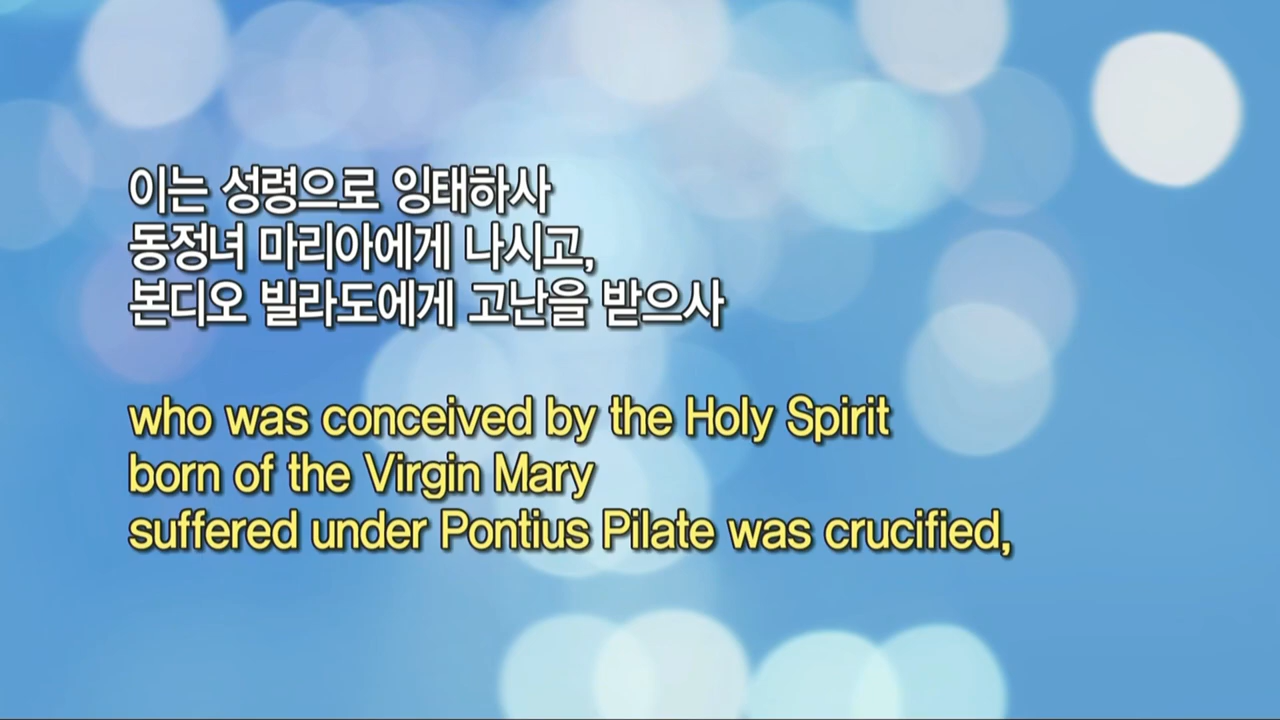 이는 성령으로 잉태하사
동정녀 마리아에게 나시고,
본디오 빌라도에게 고난을 받으사
who was conceived by the Holy Spirit
born of the Virgin Mary
suffered under Pontius Pilate was crucified,